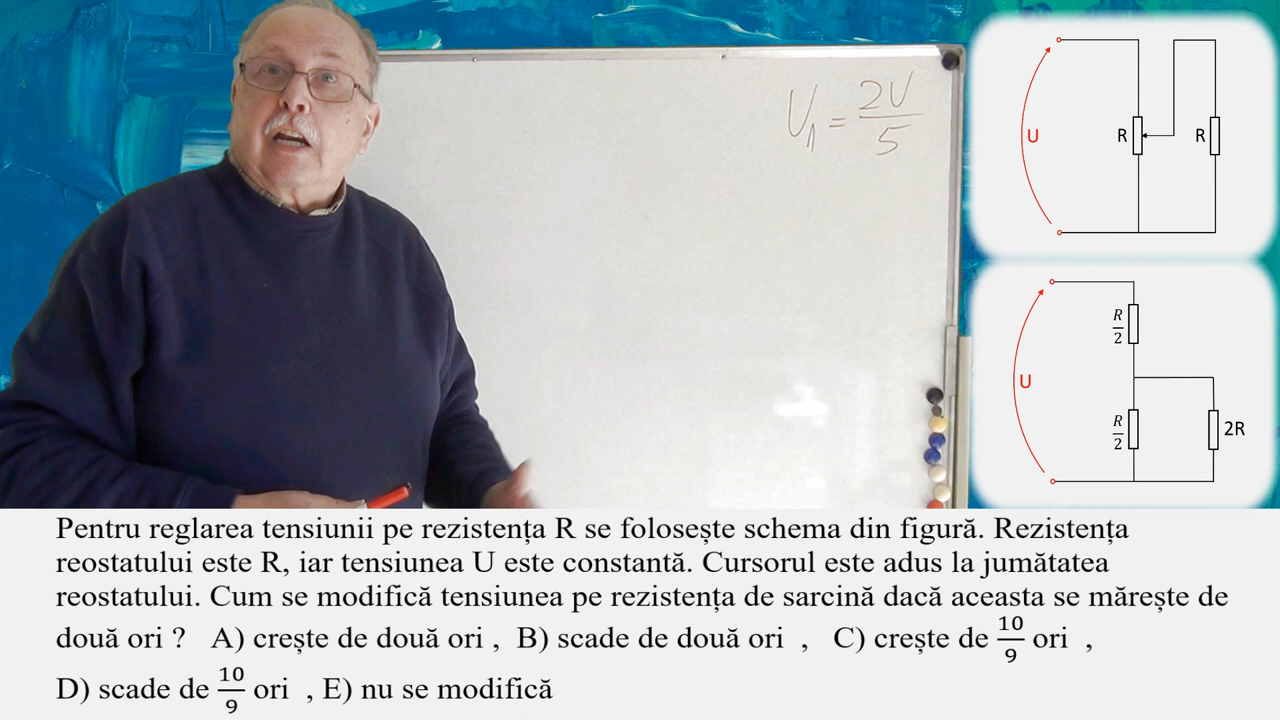 U₁ = 2U/5
U
R
R
R/2
U
R/2
2R
Pentru reglarea tensiunii pe rezistența R se folosește schema din figură. Rezistența
reostatului este R, iar tensiunea U este constantă. Cursorul este adus la jumătatea
reostatului. Cum se modifică tensiunea pe rezistența de sarcină dacă aceasta se mărește de
două ori ? A) crește de două ori , B) scade de două ori , C) crește de 10/9 ori ,
D) scade de 10/9 ori , E) nu se modifică